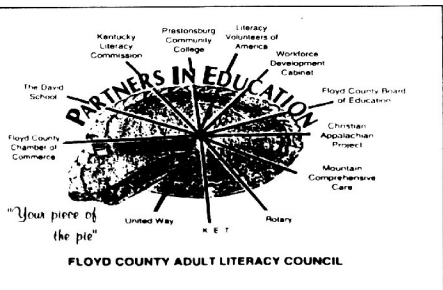 Kentucky
Literacy
Commission
Prestonsburg
Community
College
Literacy
Volunteers of
America
Workforce
Development
Cabinet
The David
School
PARTNERS IN EDUCATION
Floyd County Board
of Education
Floyd County
Chamber of
Commerce
Christian
Appalachian
Project
Mountain
Comprehensive
Care
"Your piece of
the pie"
United Way
KET
Rotary
FLOYD COUNTY ADULT LITERACY COUNCIL